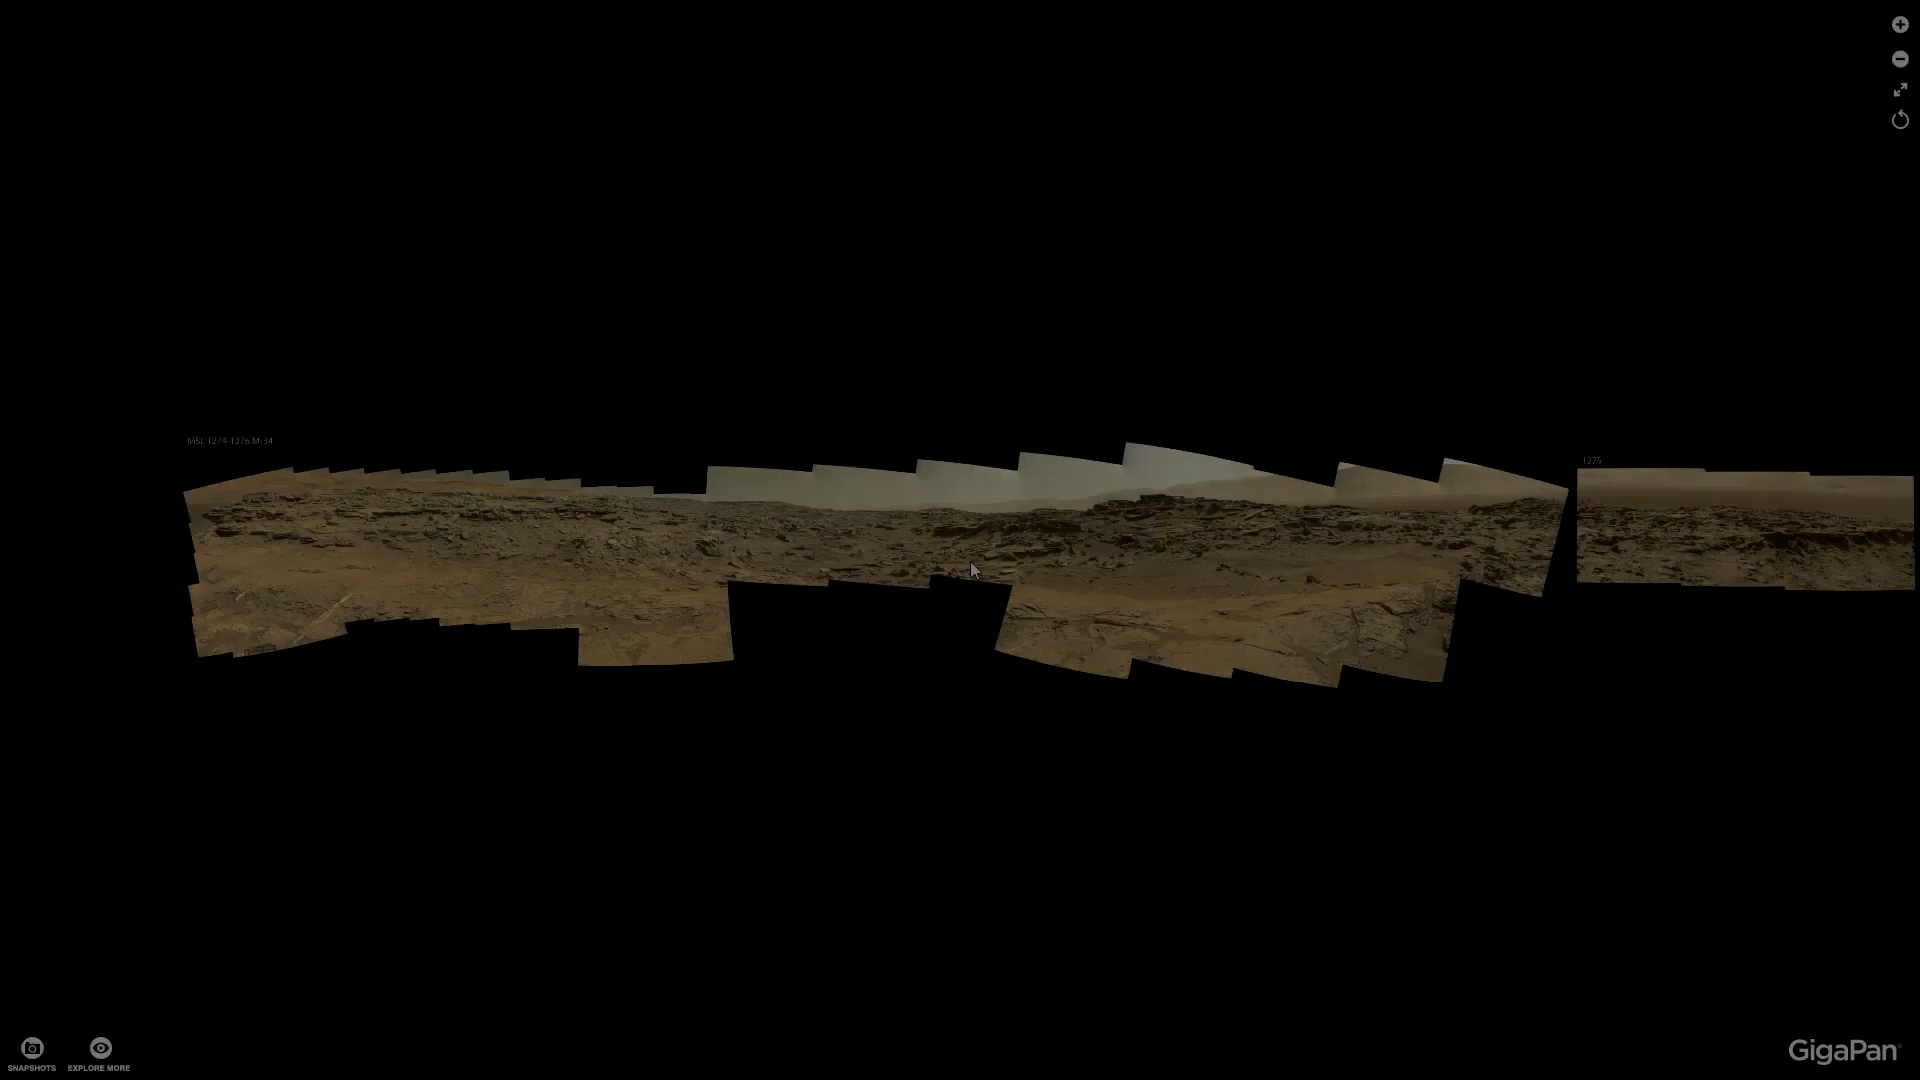 MSL 1274-1276 M-34
1275
SNAPSHOTS
EXPLORE MORE
GigaPan